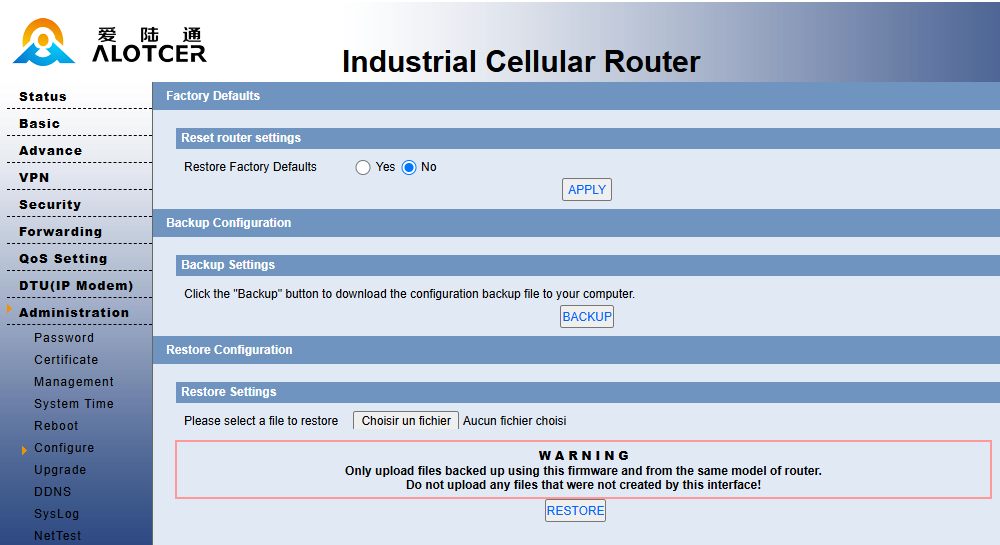 爱 陆 通
ALOTCER
Industrial Cellular Router
Status
Basic
Advance
VPN
Security
Forwarding
QoS Setting
DTU(IP Modem)
Administration
Password
Certificate
Management
System Time
Reboot
Configure
Upgrade
DDNS
SysLog
NetTest
Factory Defaults
Reset router settings
Restore Factory Defaults Yes No
APPLY
Backup Configuration
Backup Settings
Click the "Backup" button to download the configuration backup file to your computer.
BACKUP
Restore Configuration
Restore Settings
Please select a file to restore Choisir un fichier Aucun fichier choisi
W A R N I N G
Only upload files backed up using this firmware and from the same model of router.
Do not upload any files that were not created by this interface!
RESTORE